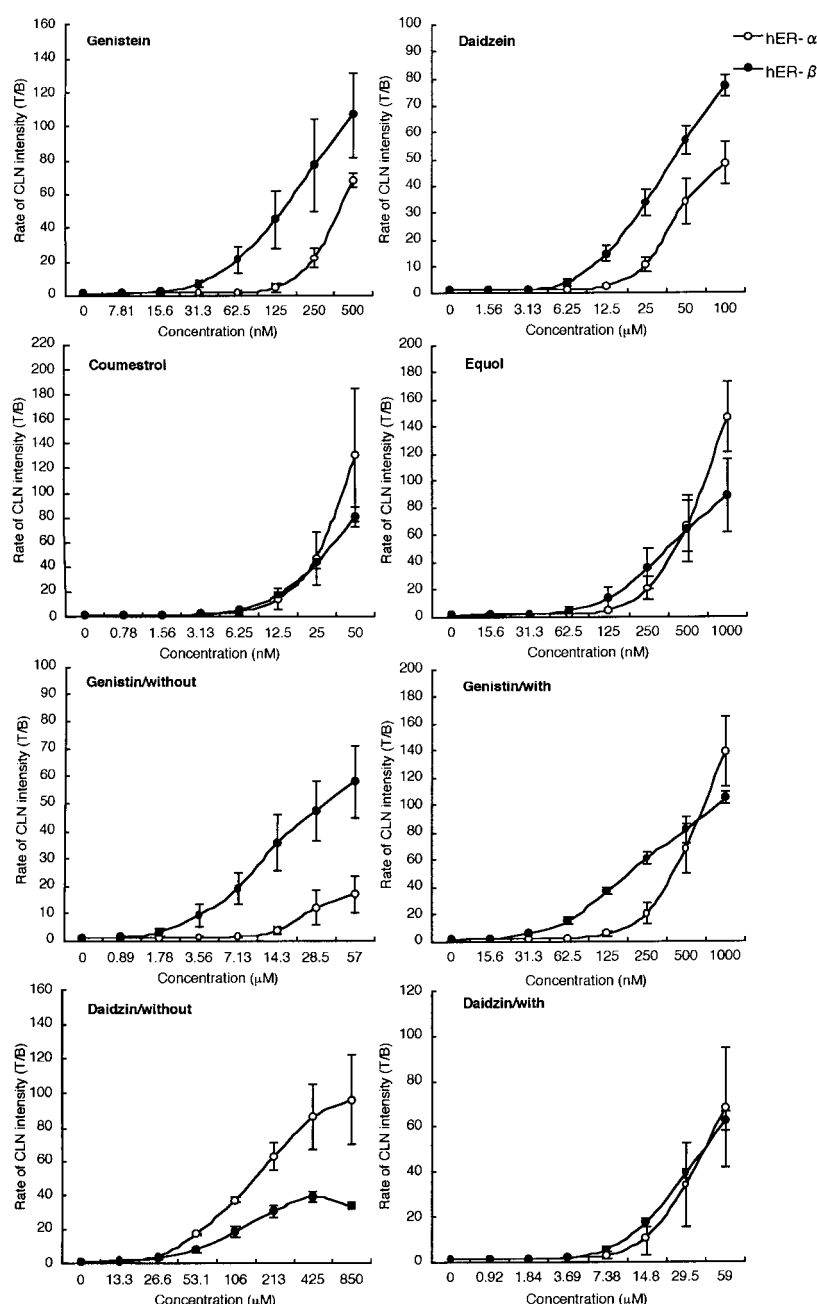 Genistein
Rate of CLN intensity (T/B)
160
140
120
100
80
60
40
20
0
0 7.81 15.6 31.3 62.5 125 250 500
Concentration (nM)
Daidzein
hER-α
hER-β
Rate of CLN intensity (T/B)
100
90
80
70
60
50
40
30
20
10
0
0 1.56 3.13 6.25 12.5 25 50 100
Concentration (μM)
Coumestrol
Rate of CLN intensity (T/B)
220
200
180
160
140
120
100
80
60
40
20
0
0 0.78 1.56 3.13 6.25 12.5 25 50
Concentration (nM)
Equol
Rate of CLN intensity (T/B)
200
180
160
140
120
100
80
60
40
20
0
0 15.6 31.3 62.5 125 250 500 1000
Concentration (nM)
Genistin/without
Rate of CLN intensity (T/B)
100
90
80
70
60
50
40
30
20
10
0
0 0.89 1.78 3.56 7.13 14.3 28.5 57
Concentration (μM)
Genistin/with
Rate of CLN intensity (T/B)
200
180
160
140
120
100
80
60
40
20
0
0 15.6 31.3 62.5 125 250 500 1000
Concentration (nM)
Daidzin/without
Rate of CLN intensity (T/B)
160
140
120
100
80
60
40
20
0
0 13.3 26.6 53.1 106 213 425 850
Concentration (μM)
Daidzin/with
Rate of CLN intensity (T/B)
120
100
80
60
40
20
0
0 0.92 1.84 3.69 7.38 14.8 29.5 59
Concentration (μM)